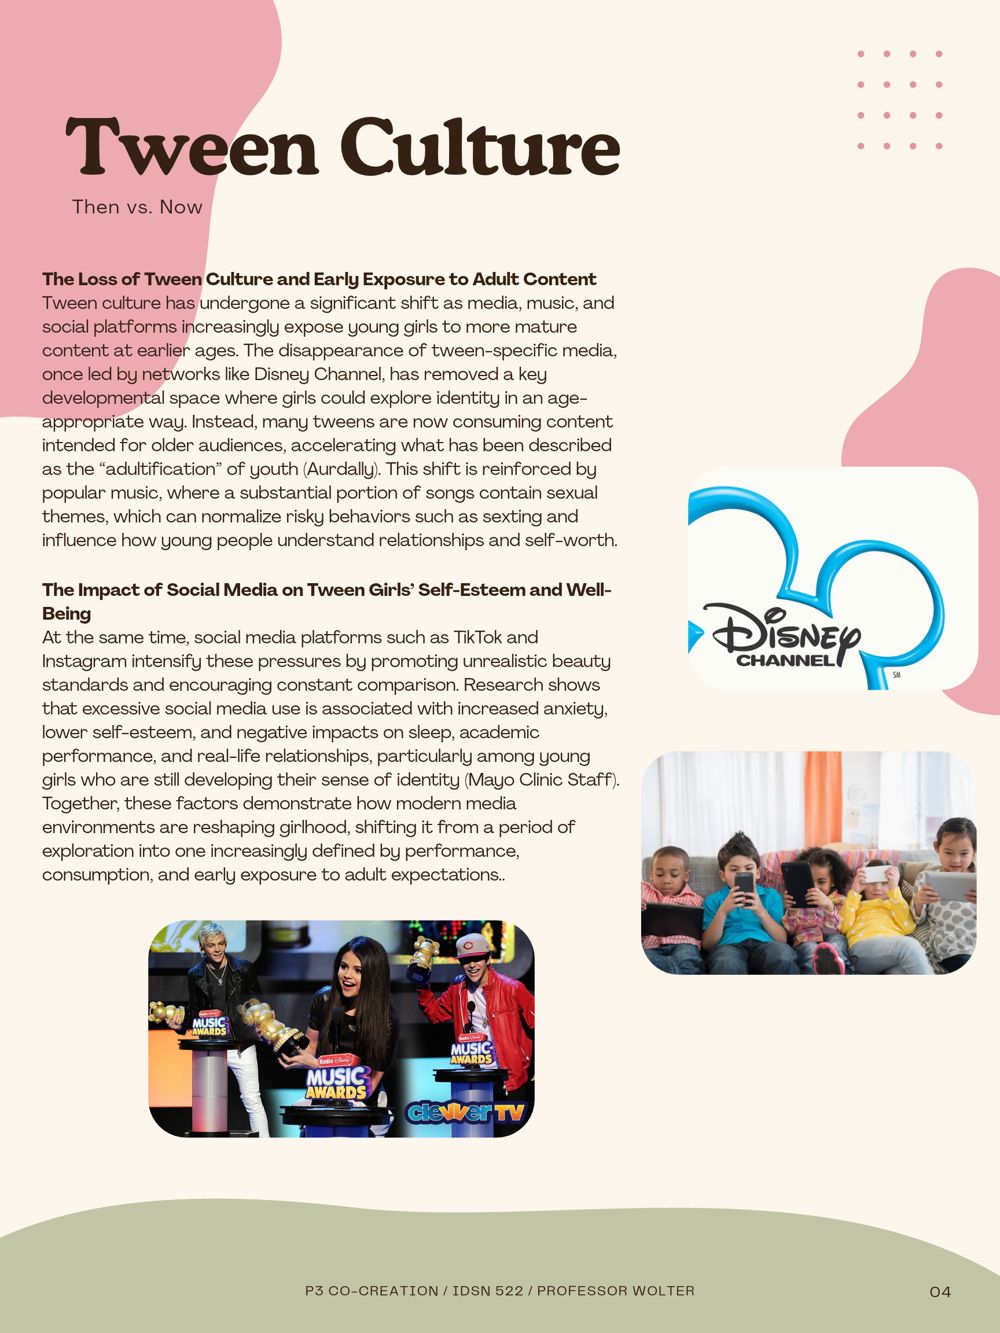 Tween Culture
Then vs. Now
The Loss of Tween Culture and Early Exposure to Adult Content
Tween culture has undergone a significant shift as media, music, and
social platforms increasingly expose young girls to more mature
content at earlier ages. The disappearance of tween-specific media,
once led by networks like Disney Channel, has removed a key
developmental space where girls could explore identity in an age-
appropriate way. Instead, many tweens are now consuming content
intended for older audiences, accelerating what has been described
as the “adultification” of youth (Aurdally). This shift is reinforced by
popular music, where a substantial portion of songs contain sexual
themes, which can normalize risky behaviors such as sexting and
influence how young people understand relationships and self-worth.
The Impact of Social Media on Tween Girls’ Self-Esteem and Well-
Being
At the same time, social media platforms such as TikTok and
Instagram intensify these pressures by promoting unrealistic beauty
standards and encouraging constant comparison. Research shows
that excessive social media use is associated with increased anxiety,
lower self-esteem, and negative impacts on sleep, academic
performance, and real-life relationships, particularly among young
girls who are still developing their sense of identity (Mayo Clinic Staff).
Together, these factors demonstrate how modern media
environments are reshaping girlhood, shifting it from a period of
exploration into one increasingly defined by performance,
consumption, and early exposure to adult expectations..
Disney
CHANNEL
SM
Radio Disney
MUSIC
AWARDS
Radio Disney
MUSIC
AWARDS
Radio Disney
MUSIC
AWARDS
clevver TV
P3 CO-CREATION / IDSN 522 / PROFESSOR WOLTER
04